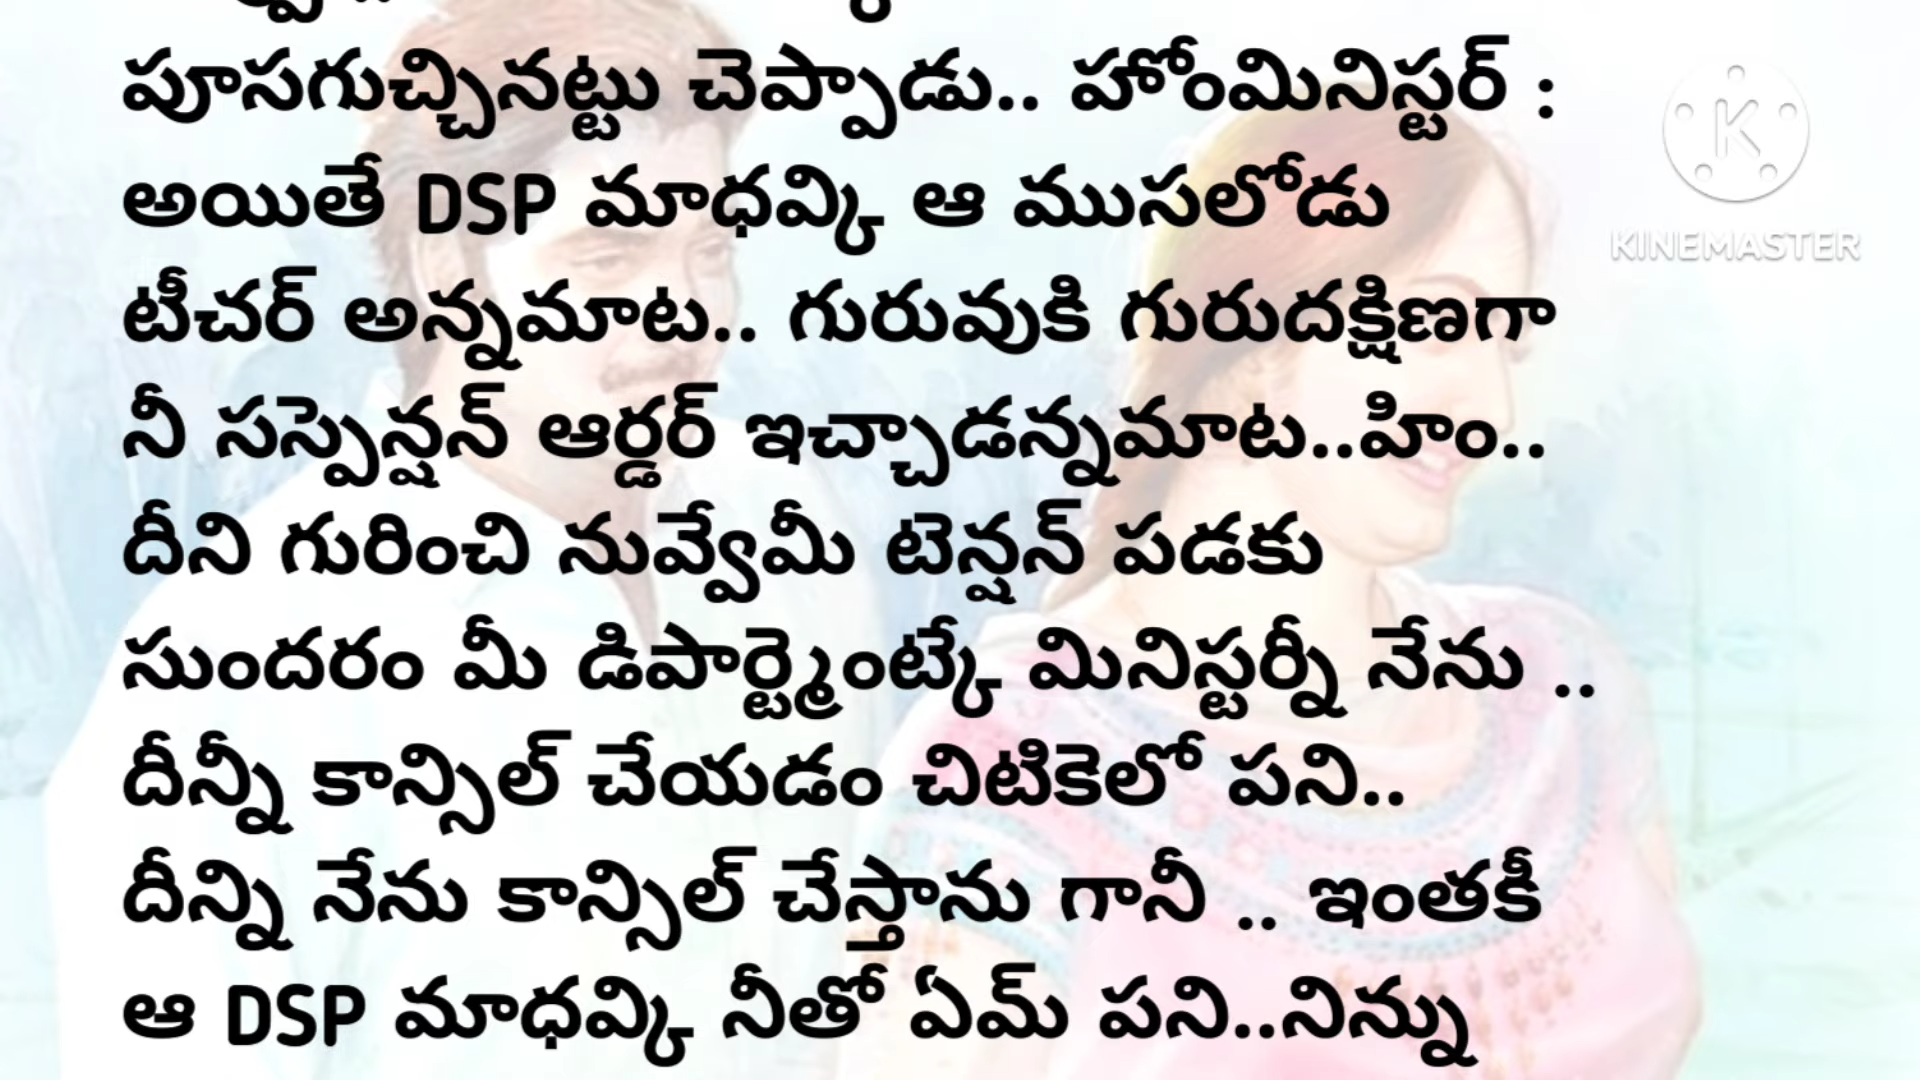 పూసగుచ్చినట్టు చెప్పాడు.. హోంమినిస్టర్ :
అయితే DSP మాధవ్కి ఆ ముసలోడు
టీచర్ అన్నమాట.. గురువుకి గురుదక్షిణగా
నీ సస్పెన్షన్ ఆర్డర్ ఇచ్చాడన్నమాట..హిం..
దీని గురించి నువ్వేమీ టెన్షన్ పడకు
సుందరం మీ డిపార్ట్మెంట్కే మినిస్టర్నీ నేను ..
దీన్నీ కాన్సిల్ చేయడం చిటికెలో పని..
దీన్ని నేను కాన్సిల్ చేస్తాను గానీ .. ఇంతకీ
ఆ DSP మాధవ్కి నీతో ఏమ్ పని..నిన్ను
K
KINEMASTER